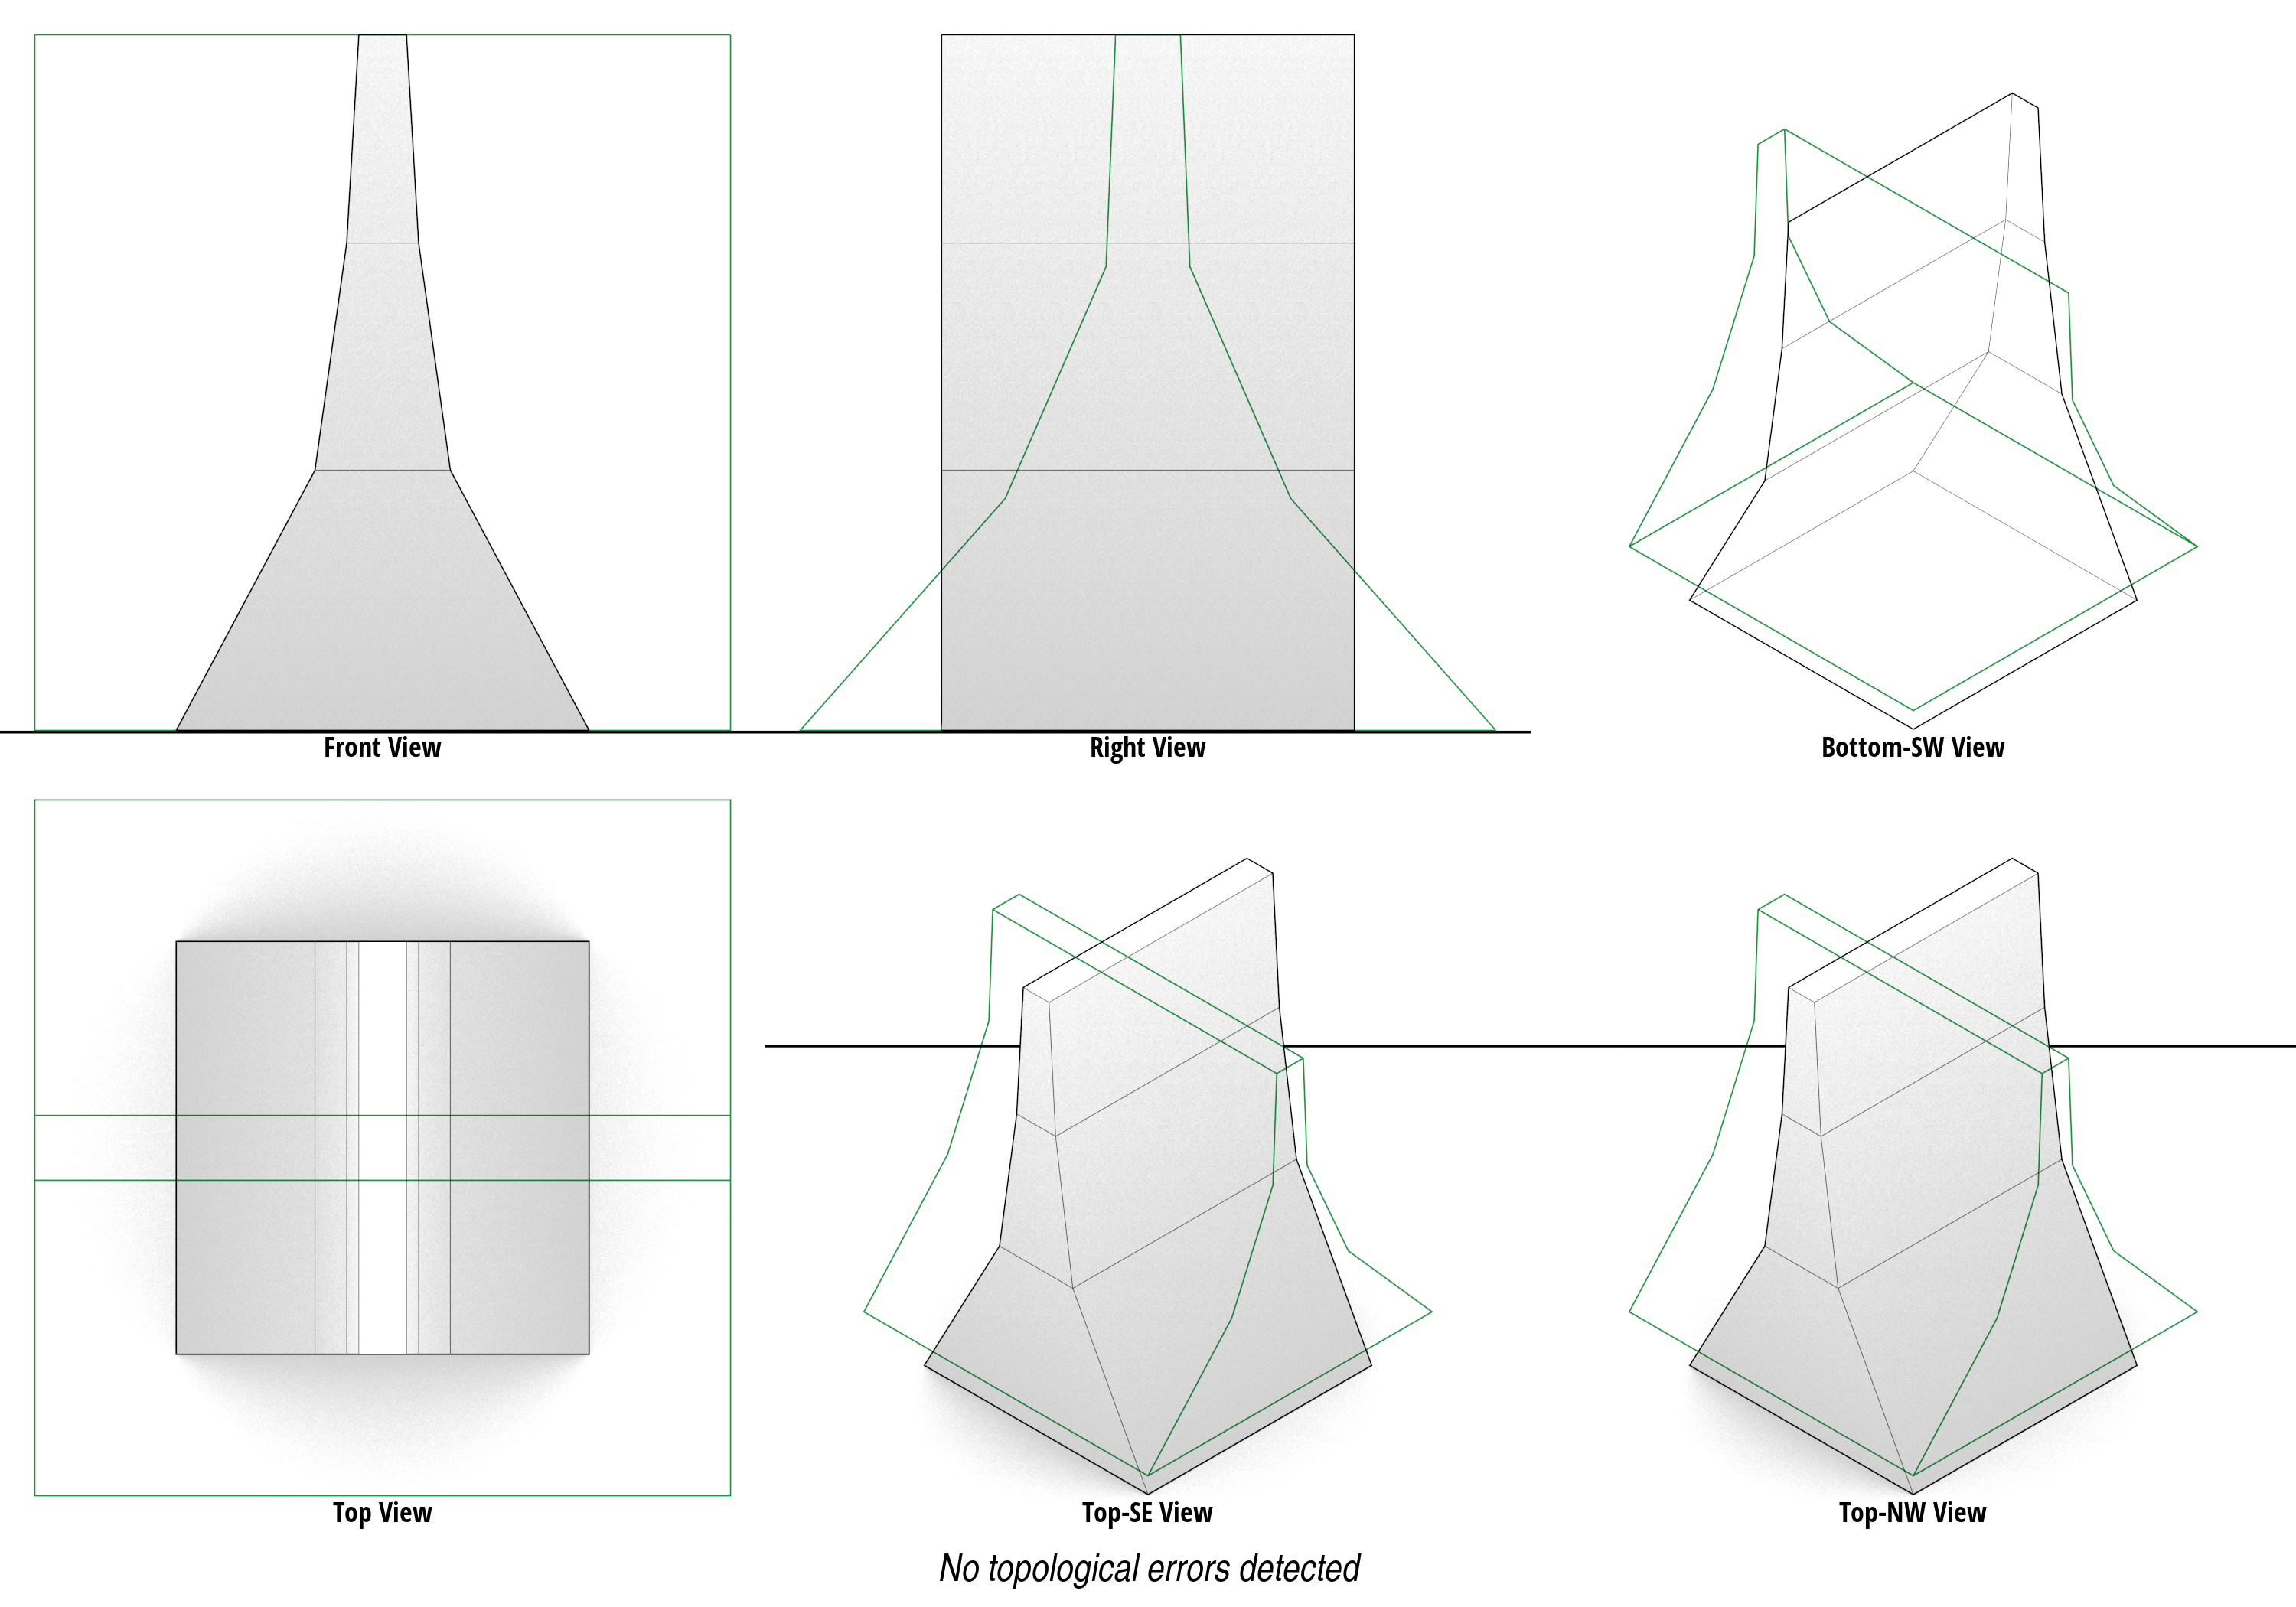 Front View
Right View
Bottom-SW View
Top View
Top-SE View
Top-NW View
No topological errors detected